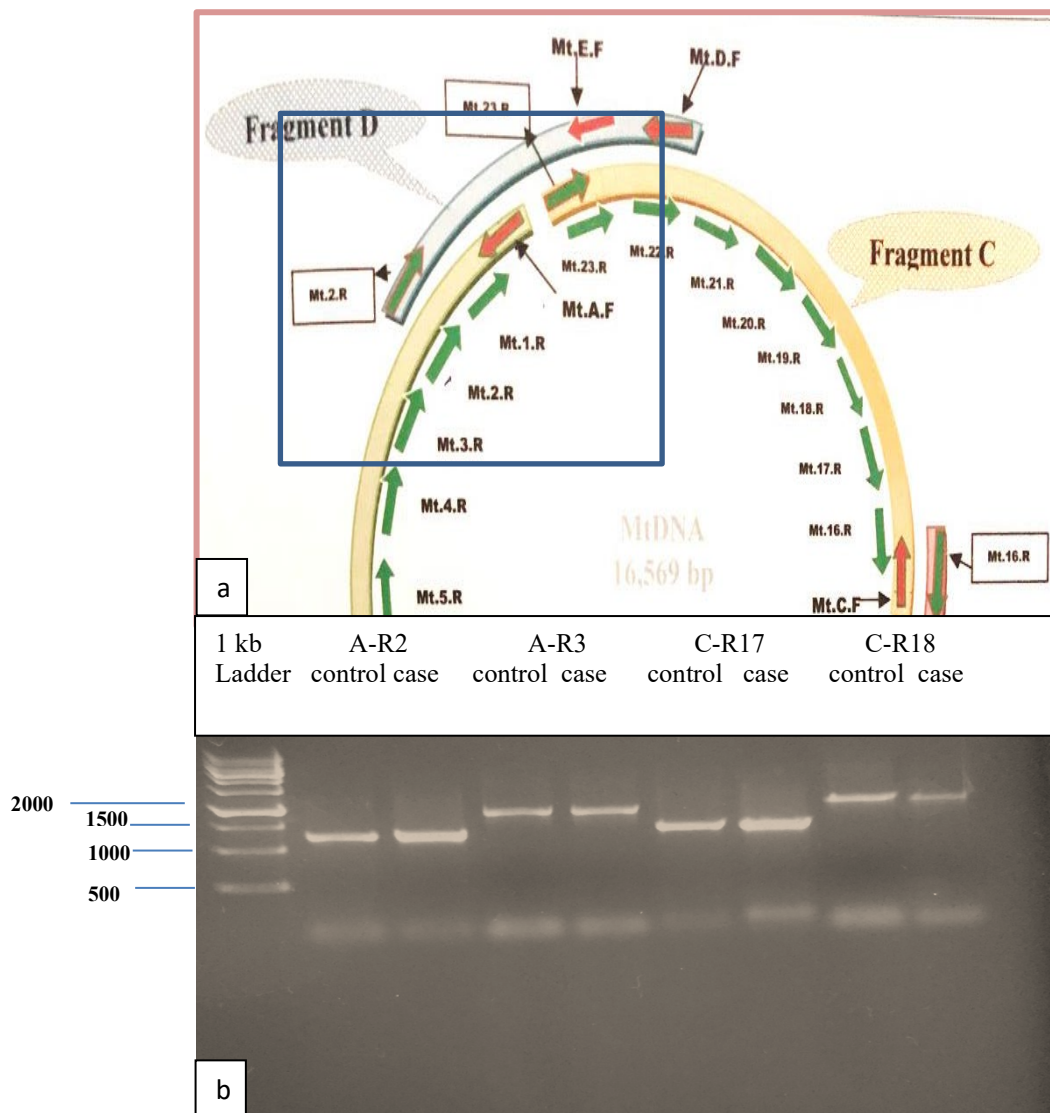 Mt.E.F
Mt.D.F
Mt.23.R
Fragment D
Fragment C
Mt.2.R
Mt.23.R
Mt.22.R
Mt.A.F
Mt.21.R
Mt.1.R
Mt.20.R
Mt.2.R
Mt.19.R
Mt.3.R
Mt.18.R
Mt.4.R
Mt.17.R
MtDNA
16,569 bp
Mt.16.R
Mt.16.R
Mt.5.R
Mt.C.F
a
1 kb A-R2 A-R3 C-R17 C-R18
Ladder control case control case control case control case
2000
1500
1000
500
b